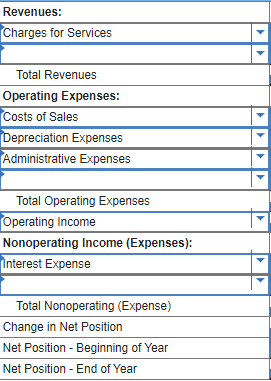 Revenues:
Charges for Services
Total Revenues
Operating Expenses:
Costs of Sales
Depreciation Expenses
Administrative Expenses
Total Operating Expenses
Operating Income
Nonoperating Income (Expenses):
Interest Expense
Total Nonoperating (Expense)
Change in Net Position
Net Position - Beginning of Year
Net Position - End of Year